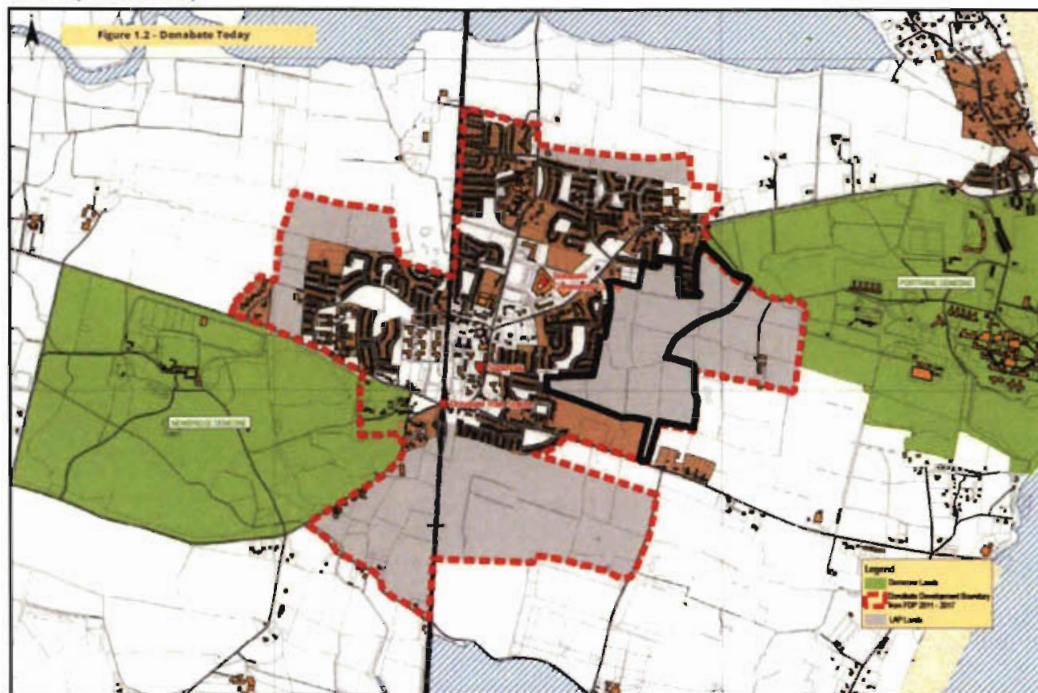 Figure 1.2 - Donabate Today
PORTRANE DEMESNE
NEWBRIDGE DEMESNE
Legend
Demesne Lands
Donabate Development Boundary
from FDP 2011 - 2017
LAP Lands